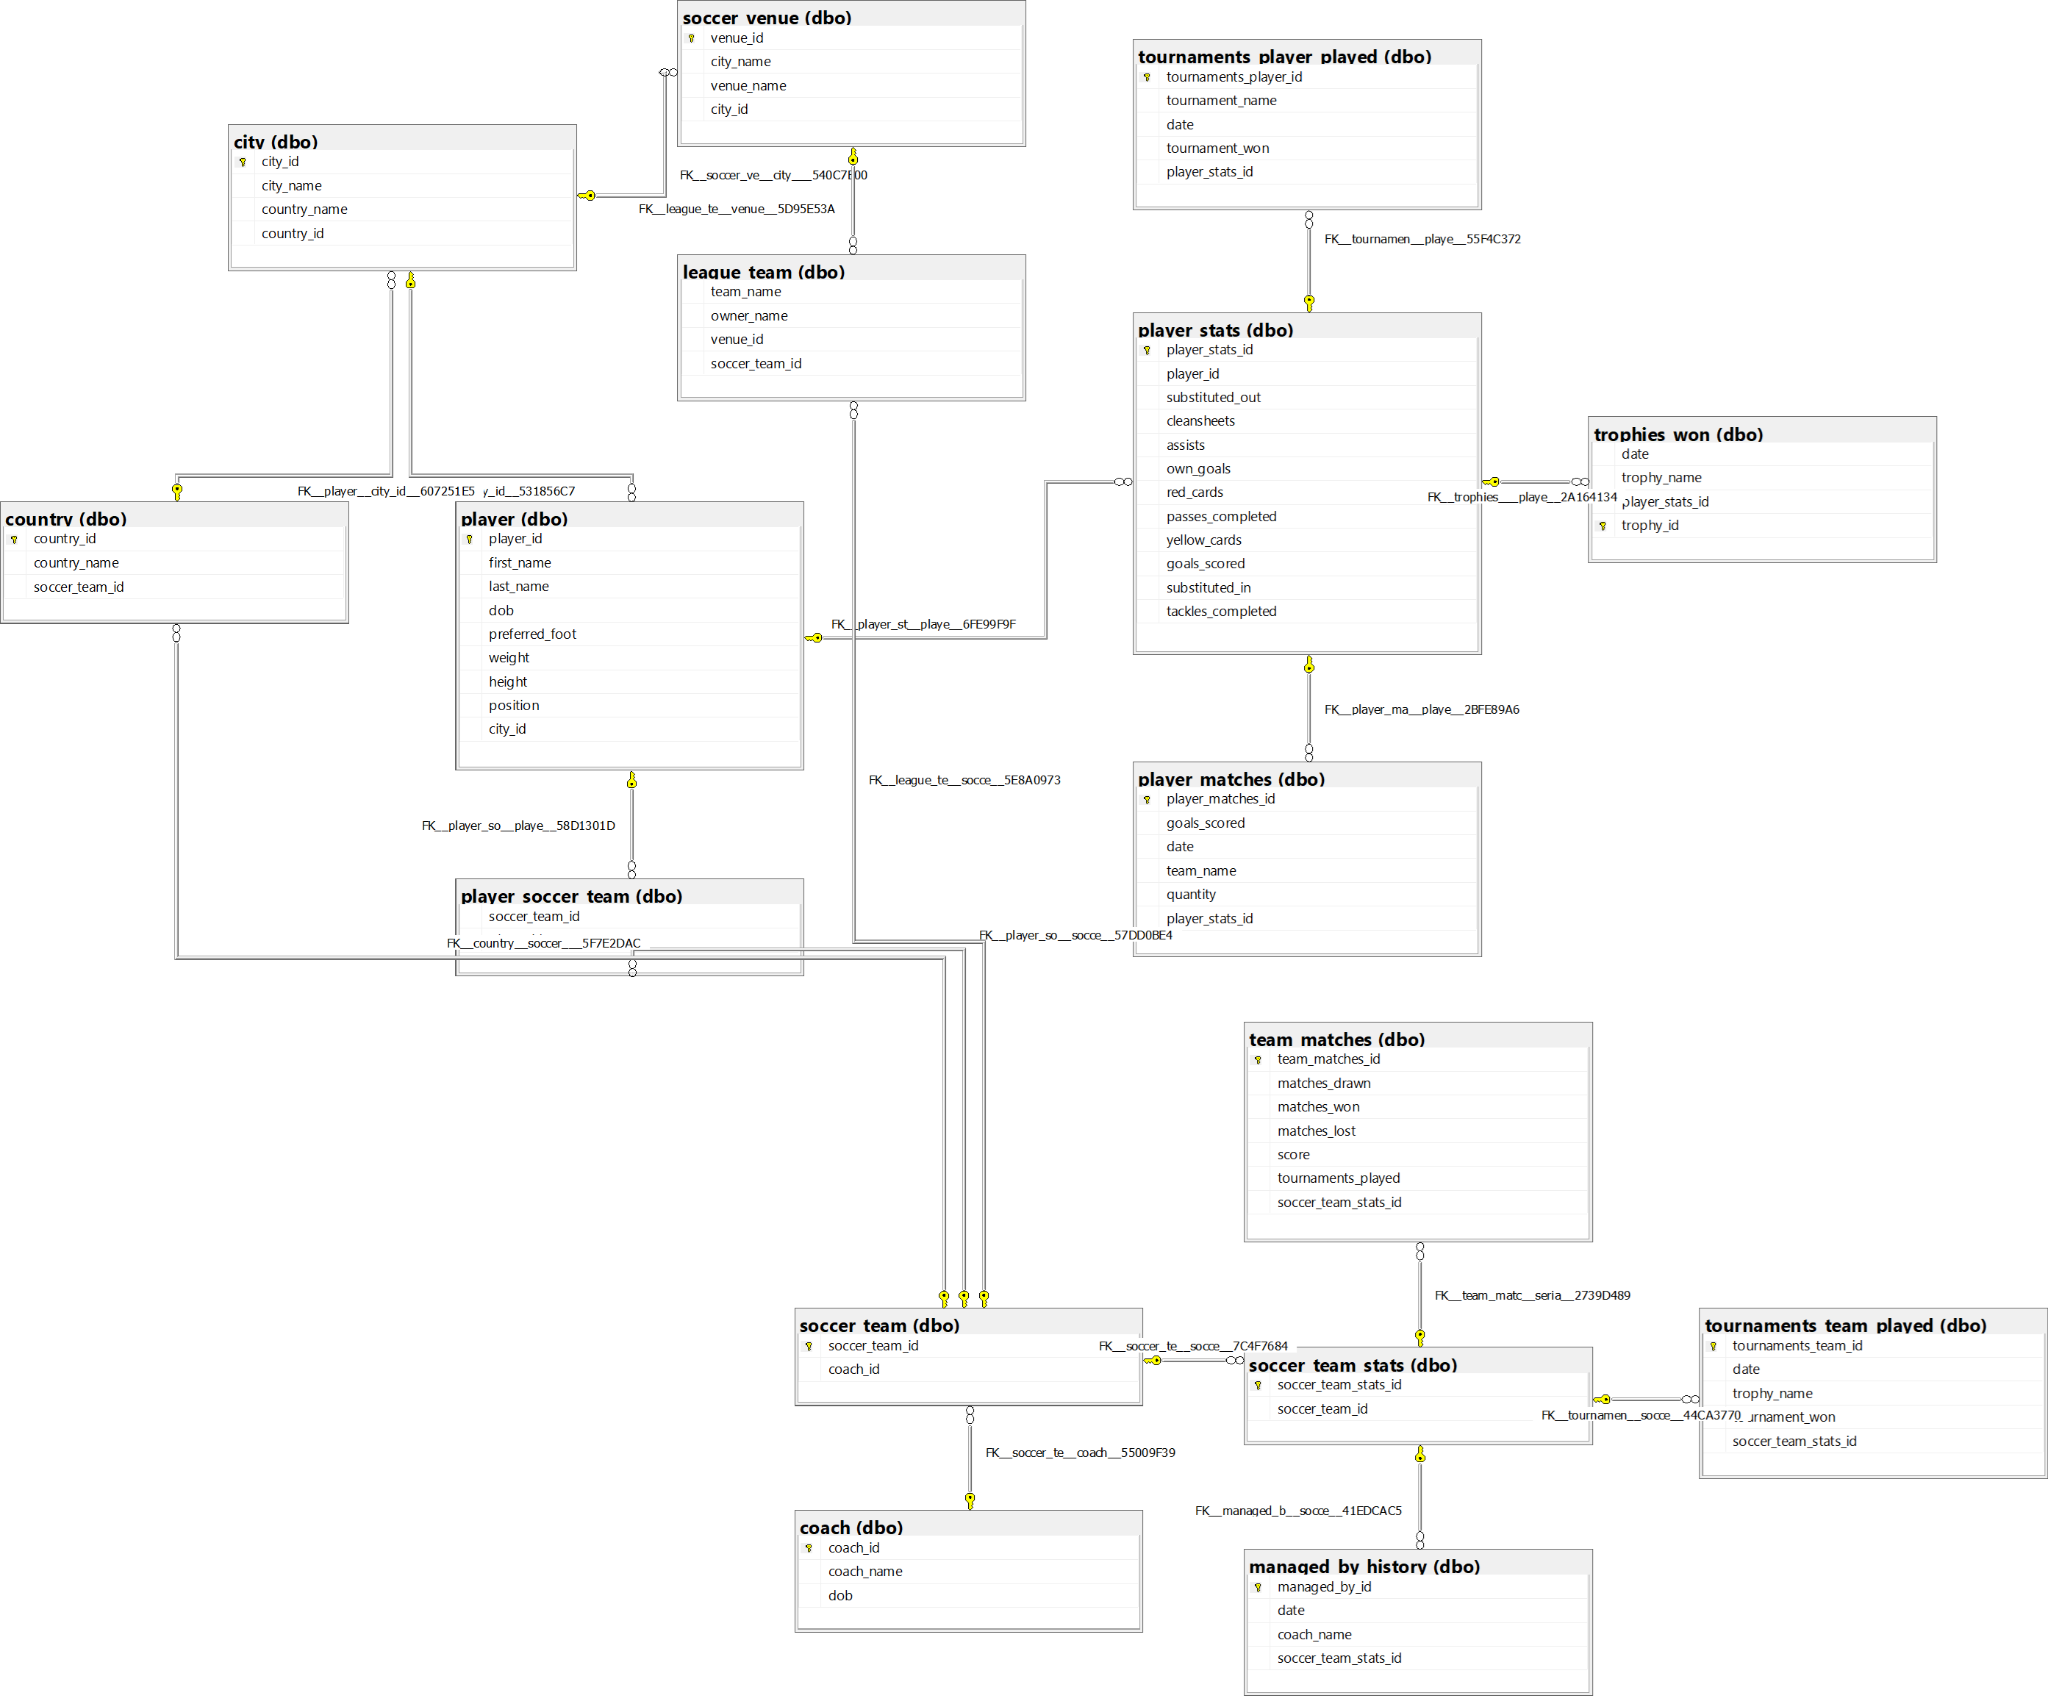 soccer_venue (dbo)
venue_id
city_name
venue_name
city_id
tournaments_player_played (dbo)
tournaments_player_id
tournament_name
date
tournament_won
player_stats_id
city (dbo)
city_id
city_name
country_name
country_id
FK__soccer_ve__city___540C7B00
FK__league_te__venue__5D95E53A
FK__tournamen__playe__55F4C372
league_team (dbo)
team_name
owner_name
venue_id
soccer_team_id
player_stats (dbo)
player_stats_id
player_id
substituted_out
cleansheets
assists
own_goals
red_cards
passes_completed
yellow_cards
goals_scored
substituted_in
tackles_completed
trophies_won (dbo)
date
trophy_name
player_stats_id
trophy_id
FK__trophies___playe__2A164134
FK__player__city_id__607251E5
y_id__531856C7
country (dbo)
country_id
country_name
soccer_team_id
player (dbo)
player_id
first_name
last_name
dob
preferred_foot
weight
height
position
city_id
FK__player_st__playe__6FE99F9F
FK__player_ma__playe__2BFE89A6
FK__league_te__socce__5E8A0973
player_matches (dbo)
player_matches_id
goals_scored
date
team_name
quantity
player_stats_id
FK__player_so__playe__58D1301D
player_soccer_team (dbo)
soccer_team_id
FK__country__soccer___5F7E2DAC
FK__player_so__socce__57DD0BE4
team_matches (dbo)
team_matches_id
matches_drawn
matches_won
matches_lost
score
tournaments_played
soccer_team_stats_id
FK__team_matc__seria__2739D489
soccer_team (dbo)
soccer_team_id
coach_id
FK__soccer_te__socce__7C4F7684
soccer_team_stats (dbo)
soccer_team_stats_id
soccer_team_id
tournaments_team_played (dbo)
tournaments_team_id
date
trophy_name
urnament_won
soccer_team_stats_id
FK__tournamen__socce__44CA3770
FK__soccer_te__coach__55009F39
FK__managed_b__socce__41EDCAC5
coach (dbo)
coach_id
coach_name
dob
managed_by_history (dbo)
managed_by_id
date
coach_name
soccer_team_stats_id